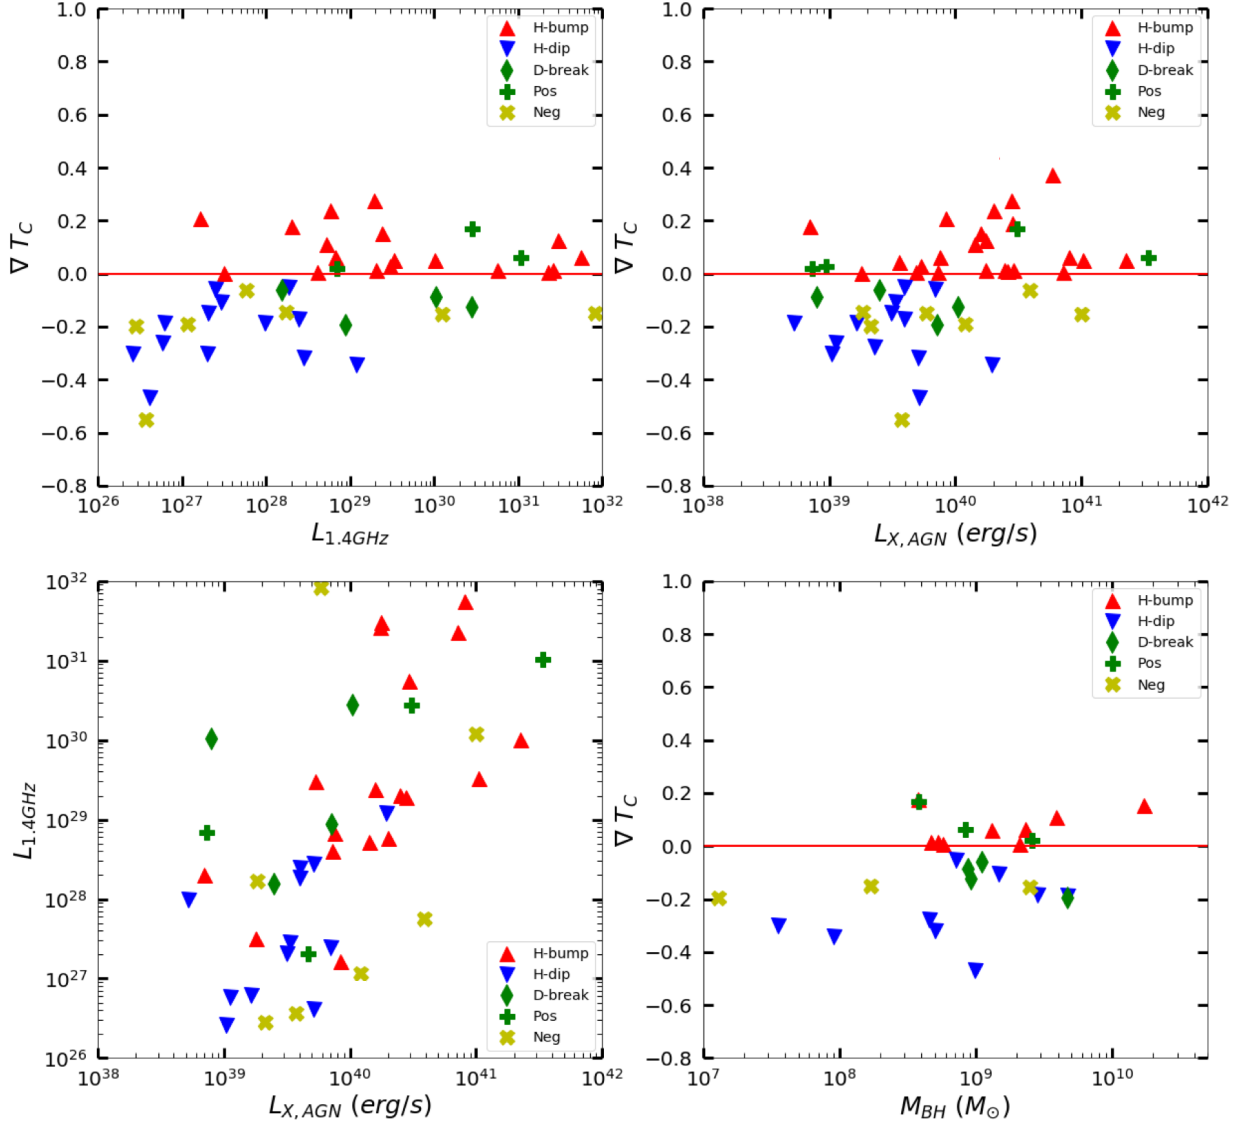 1.0
0.8
0.6
0.4
0.2
0.0
−0.2
−0.4
−0.6
−0.8
∇ T_C
10^26 10^27 10^28 10^29 10^30 10^31 10^32
L_1.4GHz
H-bump
H-dip
D-break
Pos
Neg
1.0
0.8
0.6
0.4
0.2
0.0
−0.2
−0.4
−0.6
−0.8
∇ T_C
10^38 10^39 10^40 10^41 10^42
L_X,AGN (erg/s)
H-bump
H-dip
D-break
Pos
Neg
10^32
10^31
10^30
10^29
10^28
10^27
10^26
L_1.4GHz
10^38 10^39 10^40 10^41 10^42
L_X,AGN (erg/s)
H-bump
H-dip
D-break
Pos
Neg
1.0
0.8
0.6
0.4
0.2
0.0
−0.2
−0.4
−0.6
−0.8
∇ T_C
10^7 10^8 10^9 10^10
M_BH (M_⊙)
H-bump
H-dip
D-break
Pos
Neg